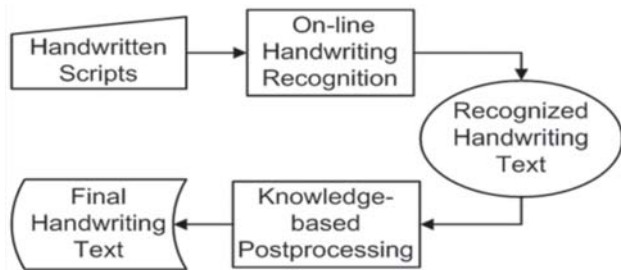 Handwritten
Scripts
On-line
Handwriting
Recognition
Recognized
Handwriting
Text
Knowledge-
based
Postprocessing
Final
Handwriting
Text